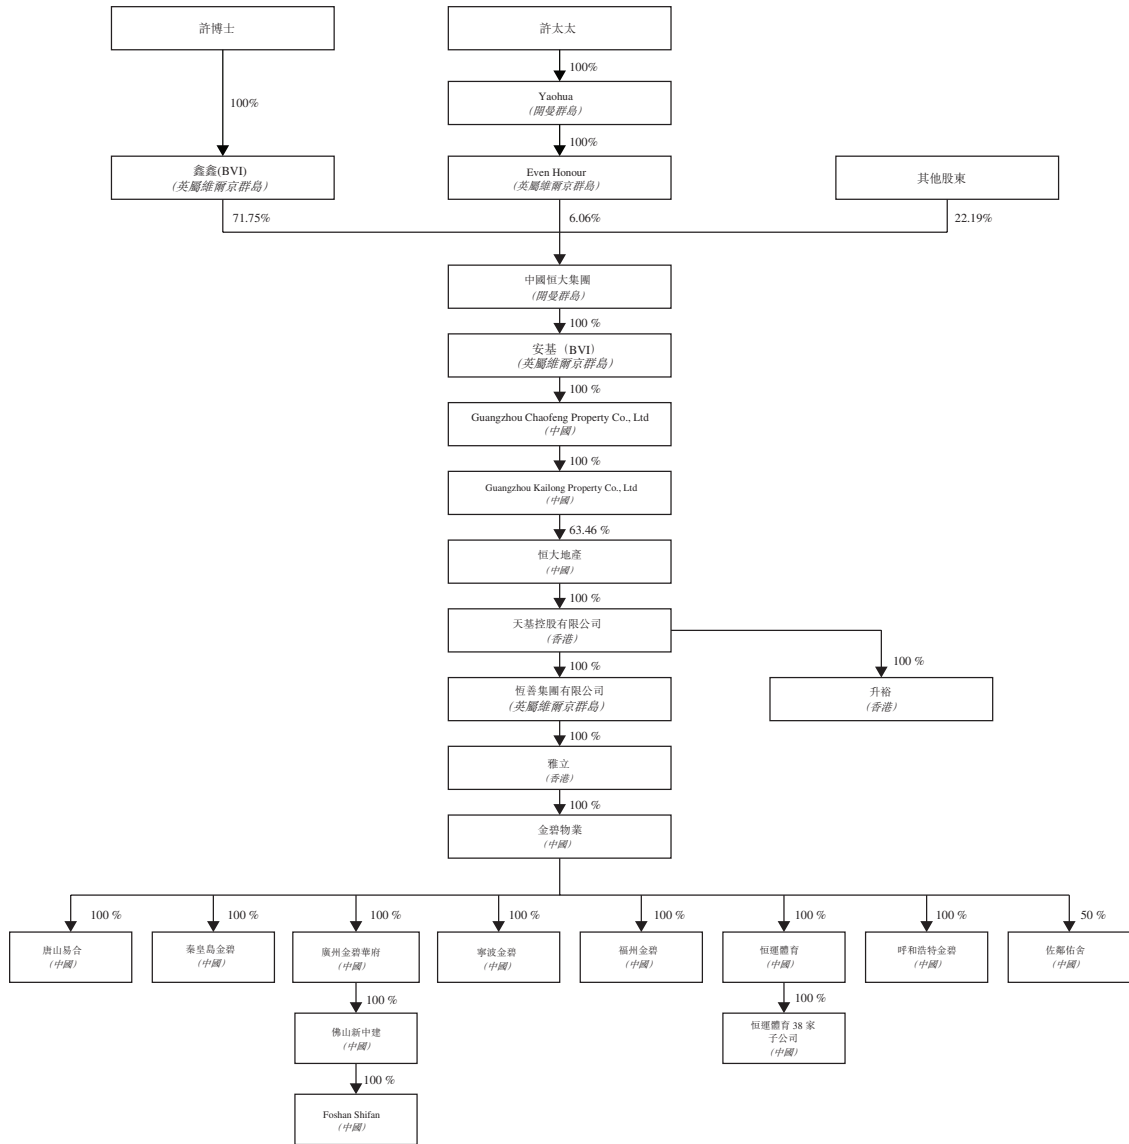 許博士
許太太
100%
Yaohua
（開曼群島）
100%
100%
鑫鑫(BVI)
（英屬維爾京群島）
Even Honour
（英屬維爾京群島）
其他股東
71.75%
6.06%
22.19%
中國恒大集團
（開曼群島）
100 %
安基（BVI）
（英屬維爾京群島）
100 %
Guangzhou Chaofeng Property Co., Ltd
（中國）
100 %
Guangzhou Kailong Property Co., Ltd
（中國）
63.46 %
恒大地產
（中國）
100 %
天基控股有限公司
（香港）
100 %
100 %
恆善集團有限公司
（英屬維爾京群島）
升裕
（香港）
100 %
雅立
（香港）
100 %
金碧物業
（中國）
100 %
100 %
100 %
100 %
100 %
100 %
100 %
50 %
唐山易合
（中國）
秦皇島金碧
（中國）
廣州金碧華府
（中國）
寧波金碧
（中國）
福州金碧
（中國）
恒運體育
（中國）
呼和浩特金碧
（中國）
佐鄰佑舍
（中國）
100 %
100 %
佛山新中建
（中國）
恒運體育 38 家
子公司
（中國）
100 %
Foshan Shifan
（中國）